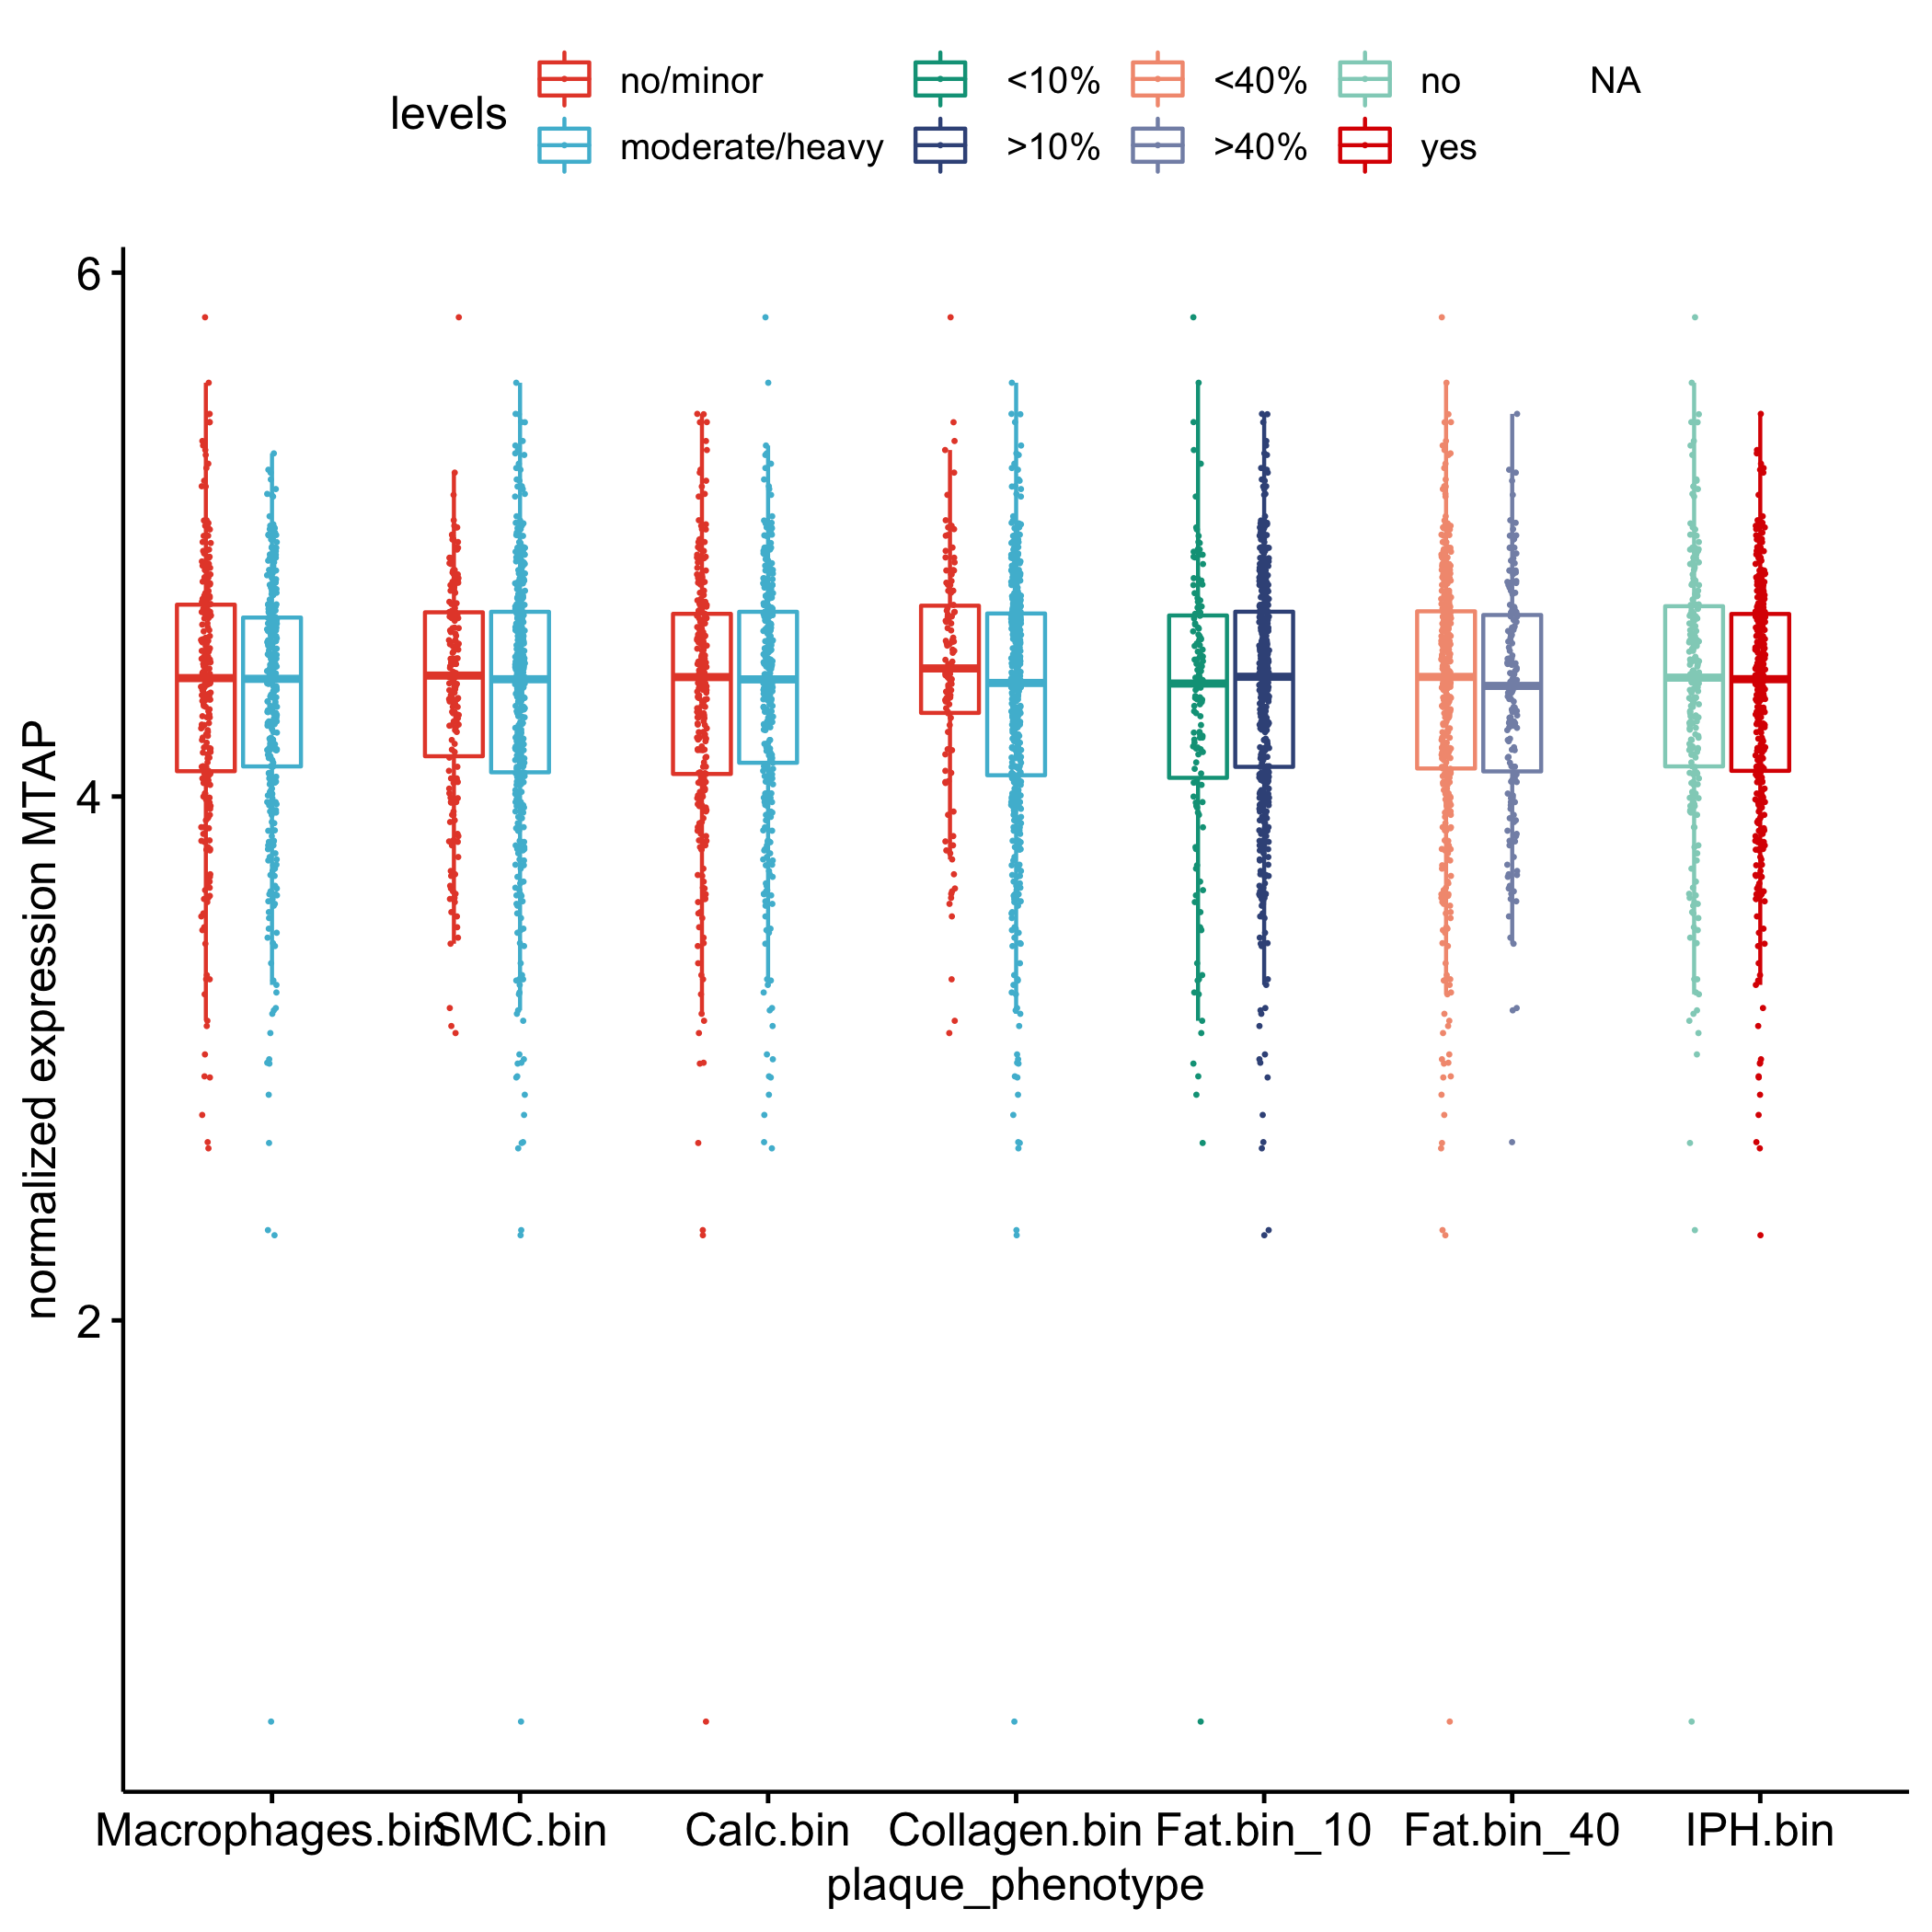 levels
no/minor <10% <40% no NA
moderate/heavy >10% >40% yes
6
4
2
normalized expression MTAP
Macrophages.bin SMC.bin Calc.bin Collagen.bin Fat.bin_10 Fat.bin_40 IPH.bin
plaque_phenotype